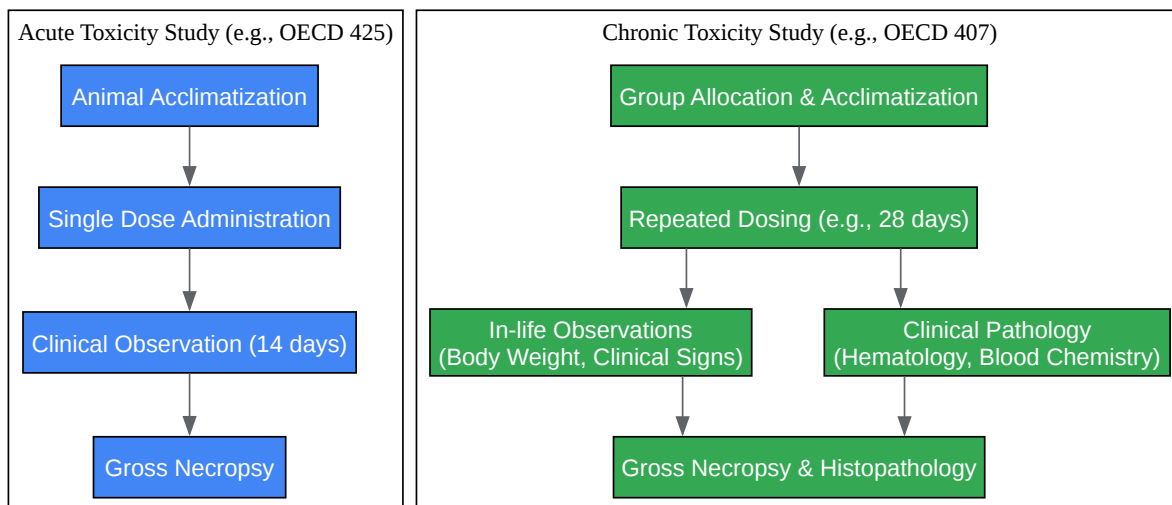 Acute Toxicity Study (e.g., OECD 425)
Animal Acclimatization
Single Dose Administration
Clinical Observation (14 days)
Gross Necropsy
Chronic Toxicity Study (e.g., OECD 407)
Group Allocation & Acclimatization
Repeated Dosing (e.g., 28 days)
In-life Observations
(Body Weight, Clinical Signs)
Clinical Pathology
(Hematology, Blood Chemistry)
Gross Necropsy & Histopathology